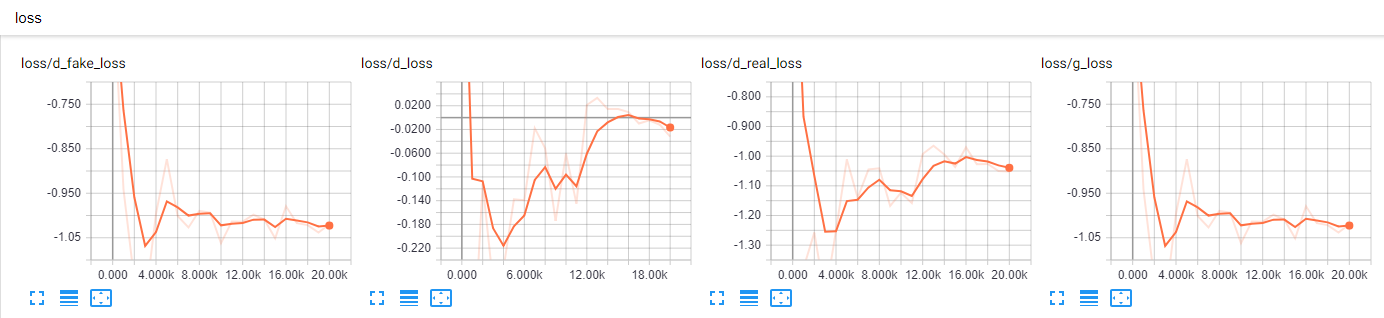 loss
loss/d_fake_loss
-0.750
-0.850
-0.950
-1.05
0.000 4.000k 8.000k 12.00k 16.00k 20.00k
loss/d_loss
0.0200
-0.0200
-0.0600
-0.100
-0.140
-0.180
-0.220
0.000 6.000k 12.00k 18.00k
loss/d_real_loss
-0.800
-0.900
-1.00
-1.10
-1.20
-1.30
0.000 4.000k 8.000k 12.00k 16.00k 20.00k
loss/g_loss
-0.750
-0.850
-0.950
-1.05
0.000 4.000k 8.000k 12.00k 16.00k 20.00k